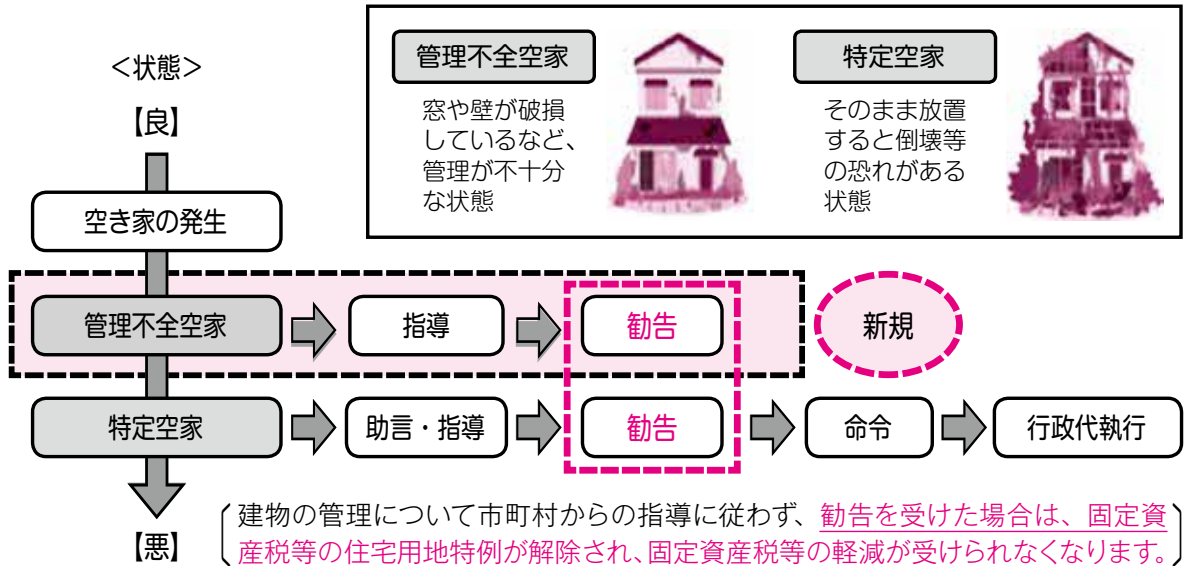 <状態>
【良】
管理不全空家
窓や壁が破損
しているなど、
管理が不十分
な状態
特定空家
そのまま放置
すると倒壊等
の恐れがある
状態
空き家の発生
管理不全空家
指導
勧告
新規
特定空家
助言・指導
勧告
命令
行政代執行
【悪】
建物の管理について市町村からの指導に従わず、勧告を受けた場合は、固定資
産税等の住宅用地特例が解除され、固定資産税等の軽減が受けられなくなります。